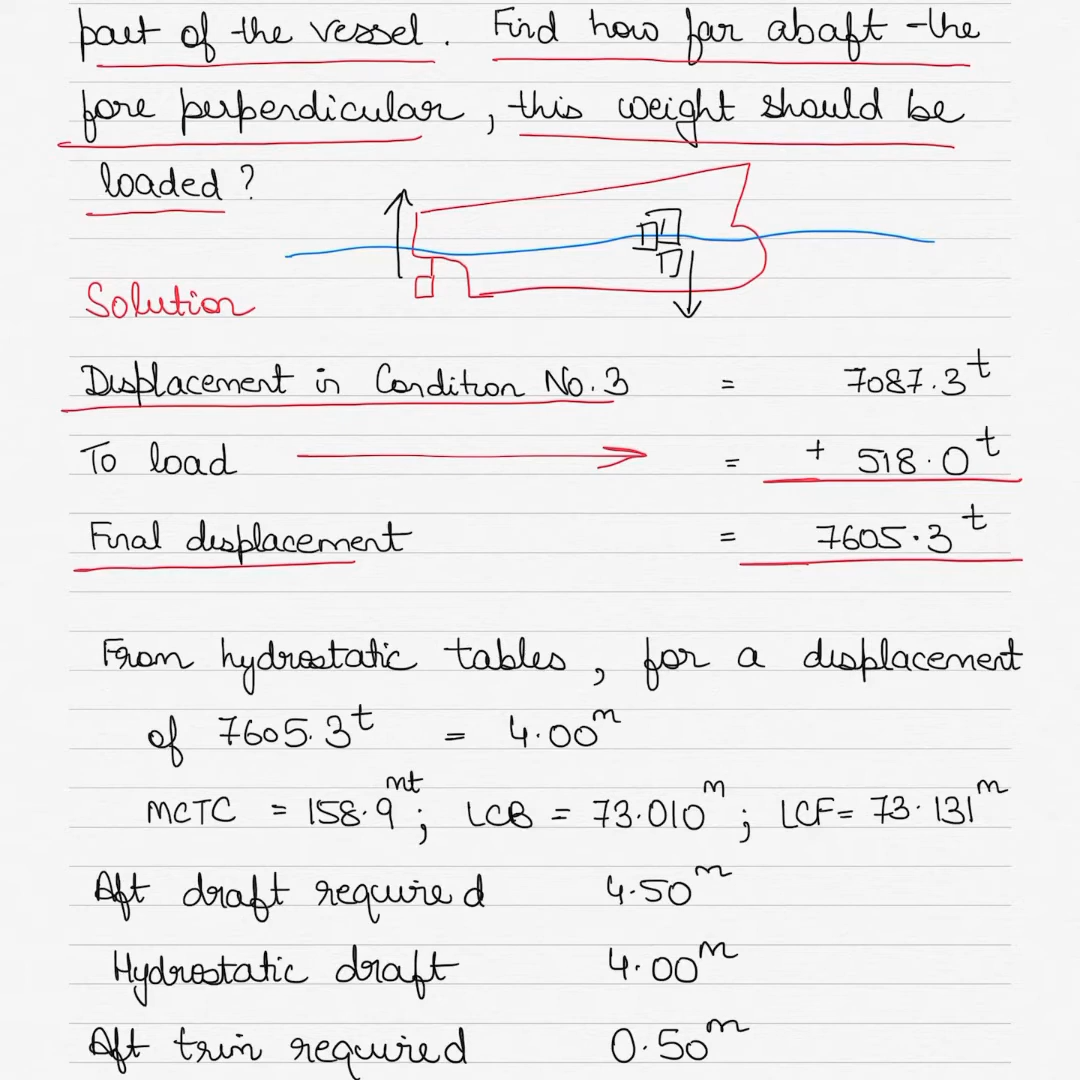 part of the vessel. Find how far abaft the
fore perpendicular, this weight should be
loaded?
Solution
Displacement in Condition No.3 = 7087.3t
To load = + 518.0t
Final displacement = 7605.3t
From hydrostatic tables, for a displacement
of 7605.3t = 4.00m
MCTC = 158.9mt; LCB = 73.010m; LCF= 73.131m
Aft draft required 4.50m
Hydrostatic draft 4.00m
Aft trim required 0.50m